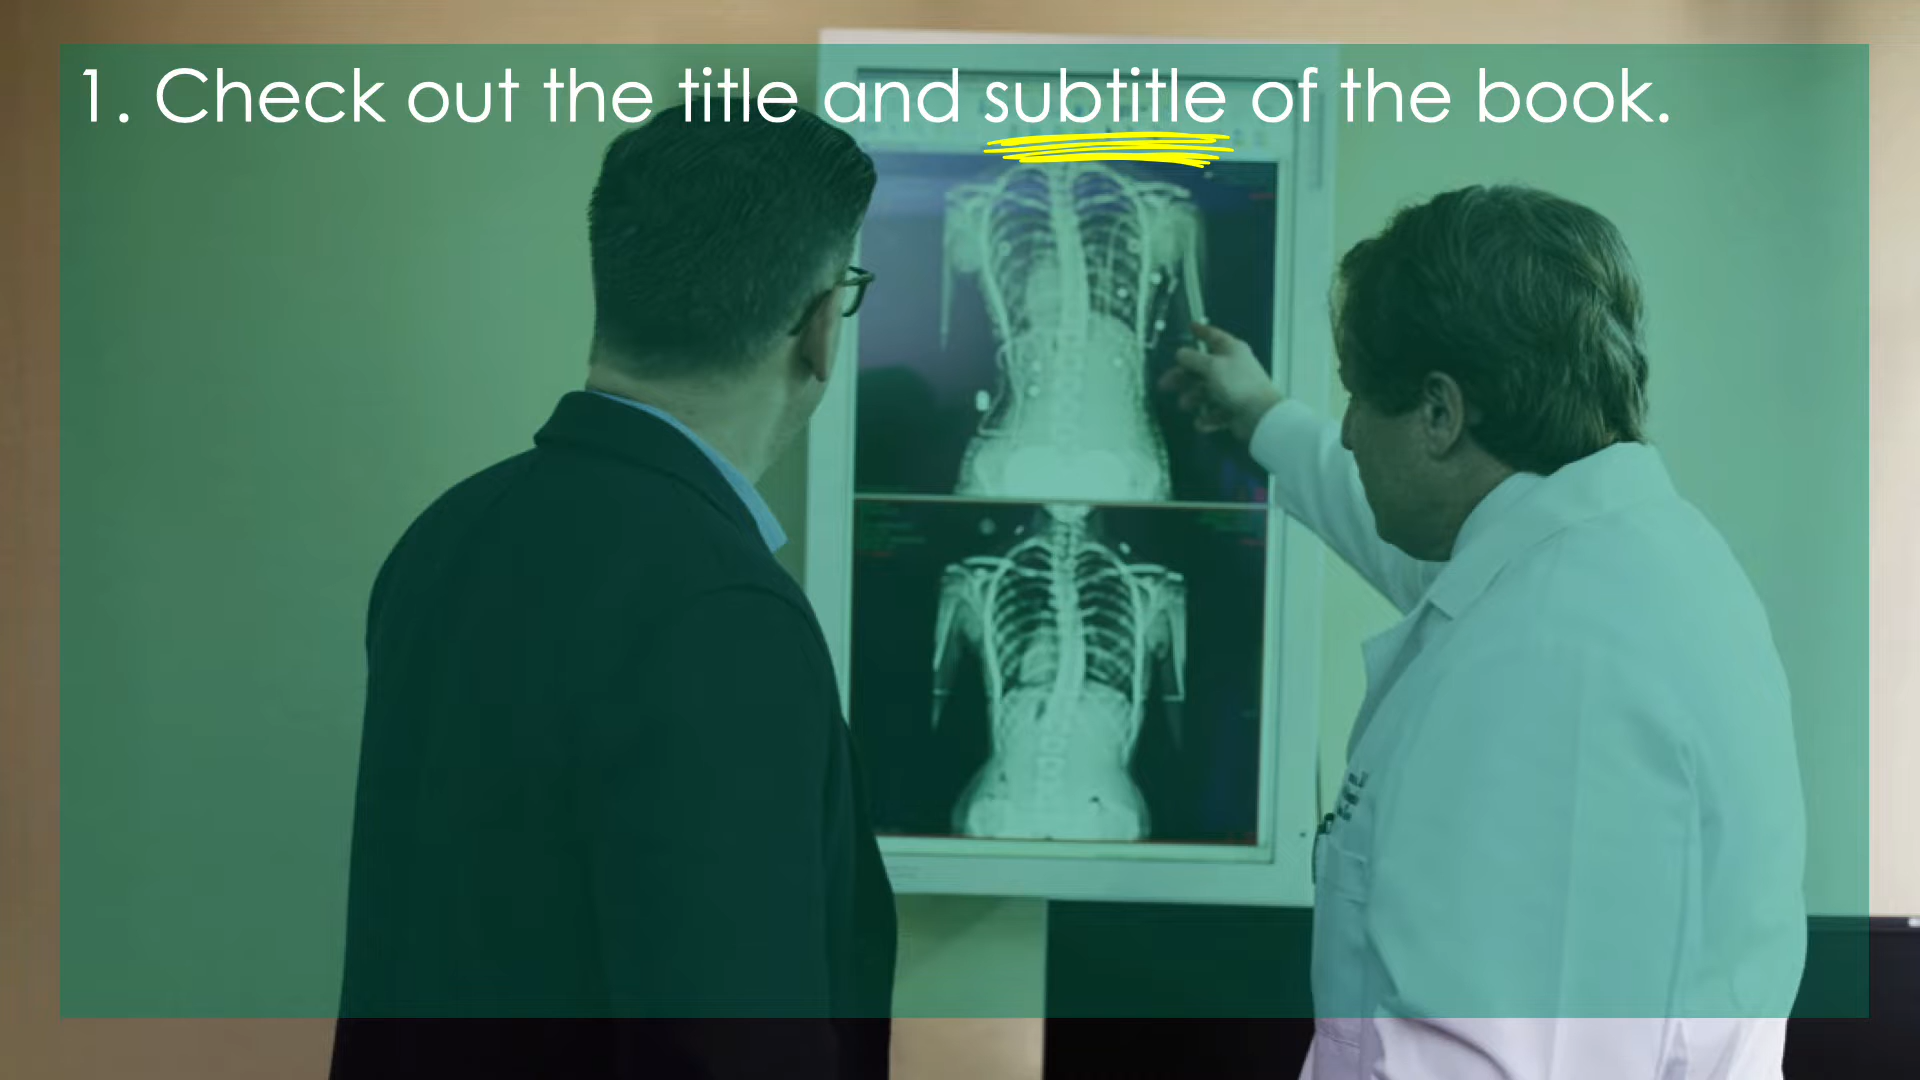 1. Check out the title and subtitle of the book.